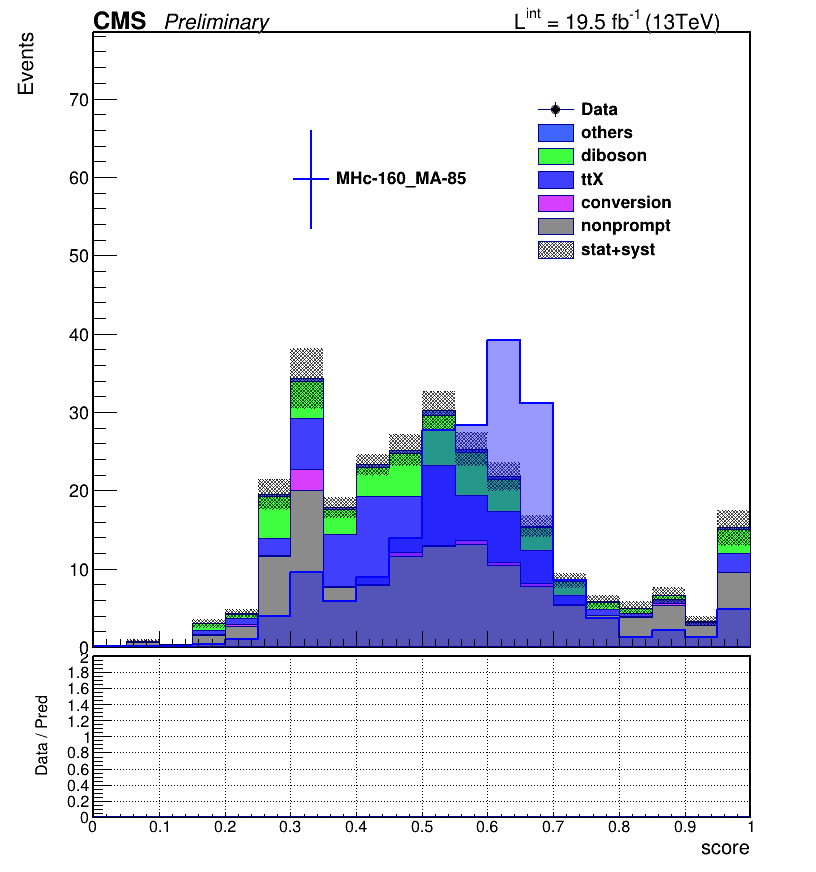 CMS Preliminary L^int = 19.5 fb^-1 (13TeV)
Events
70
60
50
40
30
20
10
0
Data
others
diboson
ttX
conversion
nonprompt
stat+syst
MHc-160_MA-85
Data / Pred
2
1.8
1.6
1.4
1.2
1
0.8
0.6
0.4
0.2
0
0 0.1 0.2 0.3 0.4 0.5 0.6 0.7 0.8 0.9 1
score